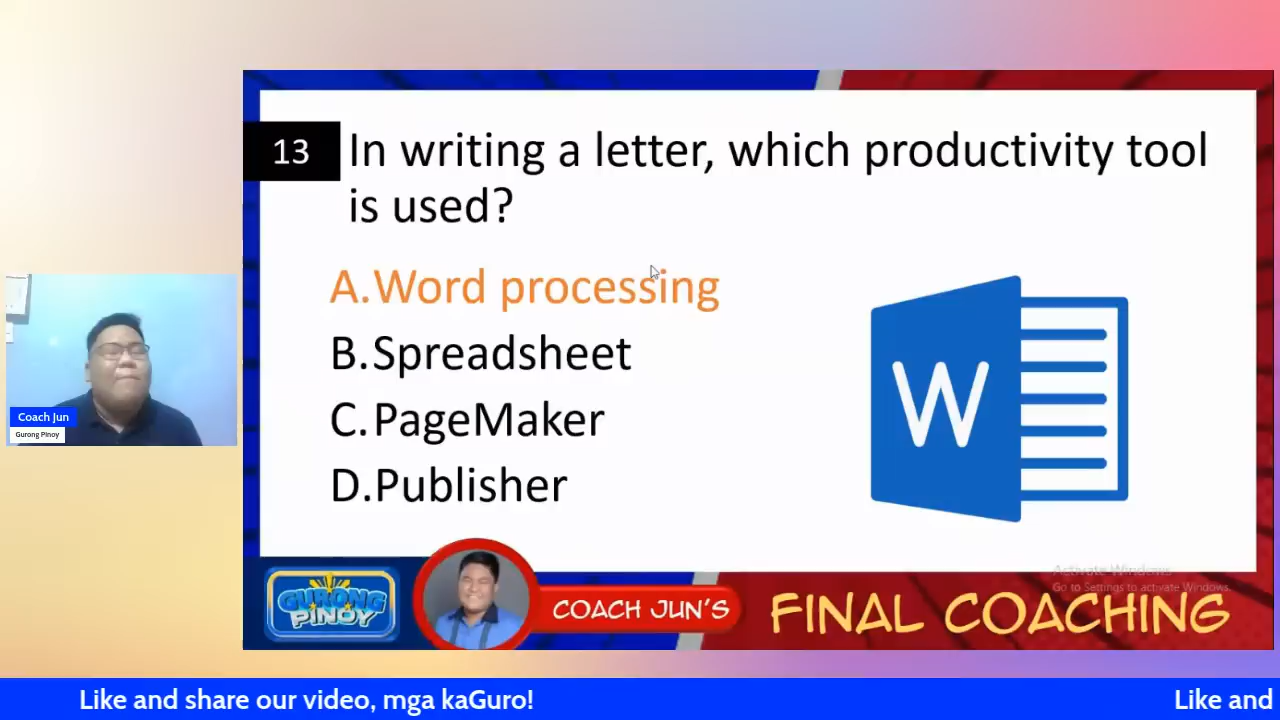 13
In writing a letter, which productivity tool
is used?
A.Word processing
B.Spreadsheet
C.PageMaker
D.Publisher
W
Coach Jun
Gurong Pinoy
GURONG
PINOY
COACH JUN'S
FINAL COACHING
Activate Windows
Go to Settings to activate Windows.
Like and share our video, mga kaGuro!
Like and